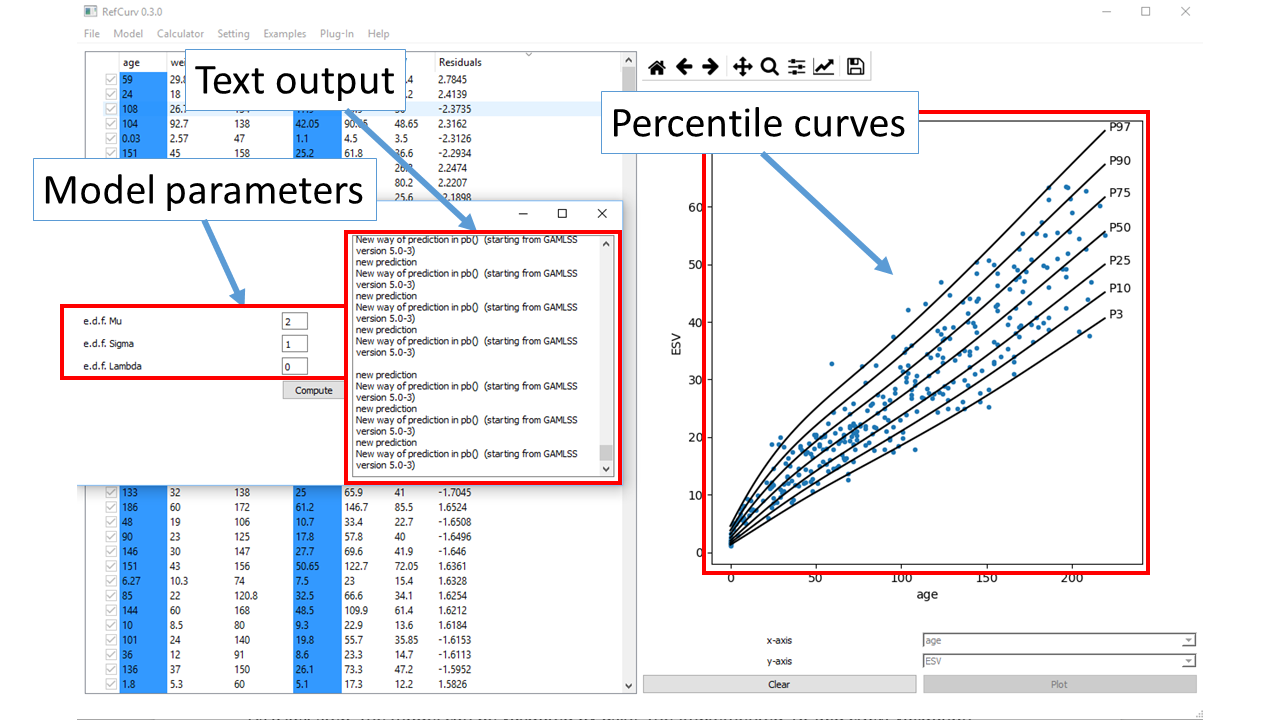 RefCurv 0.3.0
File Model Calculator Setting Examples Plug-In Help
age Residuals
59 2.7845
24 18 2.4139
108 -2.3735
104 92.7 138 42.05 48.65 2.3162
0.03 2.57 47 1.1 4.5 3.5 -2.3126
151 45 158 25.2 61.8 -2.2934
2.2474
80.2 2.2207
25.6 -2.1898
Text output
Percentile curves
Model parameters
New way of prediction in pb() (starting from GAMLSS
version 5.0-3)
new prediction
New way of prediction in pb() (starting from GAMLSS
version 5.0-3)
new prediction
New way of prediction in pb() (starting from GAMLSS
version 5.0-3)
new prediction
New way of prediction in pb() (starting from GAMLSS
version 5.0-3)
new prediction
New way of prediction in pb() (starting from GAMLSS
version 5.0-3)
new prediction
New way of prediction in pb() (starting from GAMLSS
version 5.0-3)
new prediction
New way of prediction in pb() (starting from GAMLSS
version 5.0-3)
e.d.f. Mu 2
e.d.f. Sigma 1
e.d.f. Lambda 0
Compute
133 32 138 25 65.9 41 -1.7045
186 60 172 61.2 146.7 85.5 1.6524
48 19 106 10.7 33.4 22.7 -1.6508
90 23 125 17.8 57.8 40 -1.6496
146 30 147 27.7 69.6 41.9 -1.646
151 43 156 50.65 122.7 72.05 1.6361
6.27 10.3 74 7.5 23 15.4 1.6328
85 22 120.8 32.5 66.6 34.1 1.6254
144 60 168 48.5 109.9 61.4 1.6212
10 8.5 80 9.3 22.9 13.6 1.6184
101 24 140 19.8 55.7 35.85 -1.6153
36 12 91 8.6 23.3 14.7 -1.6113
136 37 150 26.1 73.3 47.2 -1.5952
1.8 5.3 60 5.1 17.3 12.2 1.5826
P97
P90
P75
P50
P25
P10
P3
60
50
40
30
20
10
0
ESV
0 50 100 150 200
age
x-axis age
y-axis ESV
Clear Plot